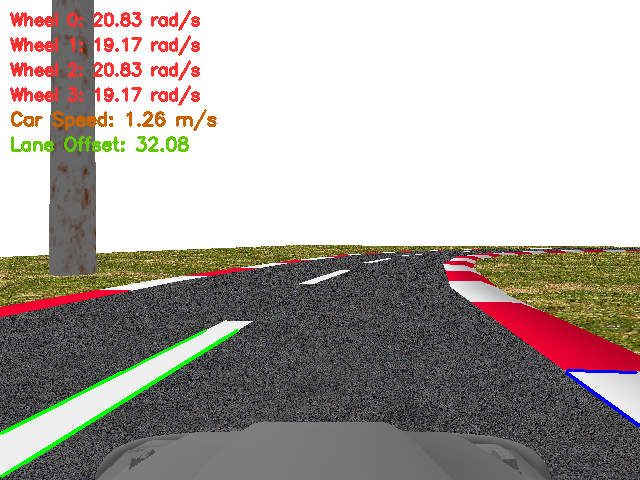 Wheel 0: 20.83 rad/s
Wheel 1: 19.17 rad/s
Wheel 2: 20.83 rad/s
Wheel 3: 19.17 rad/s
Car Speed: 1.26 m/s
Lane Offset: 32.08